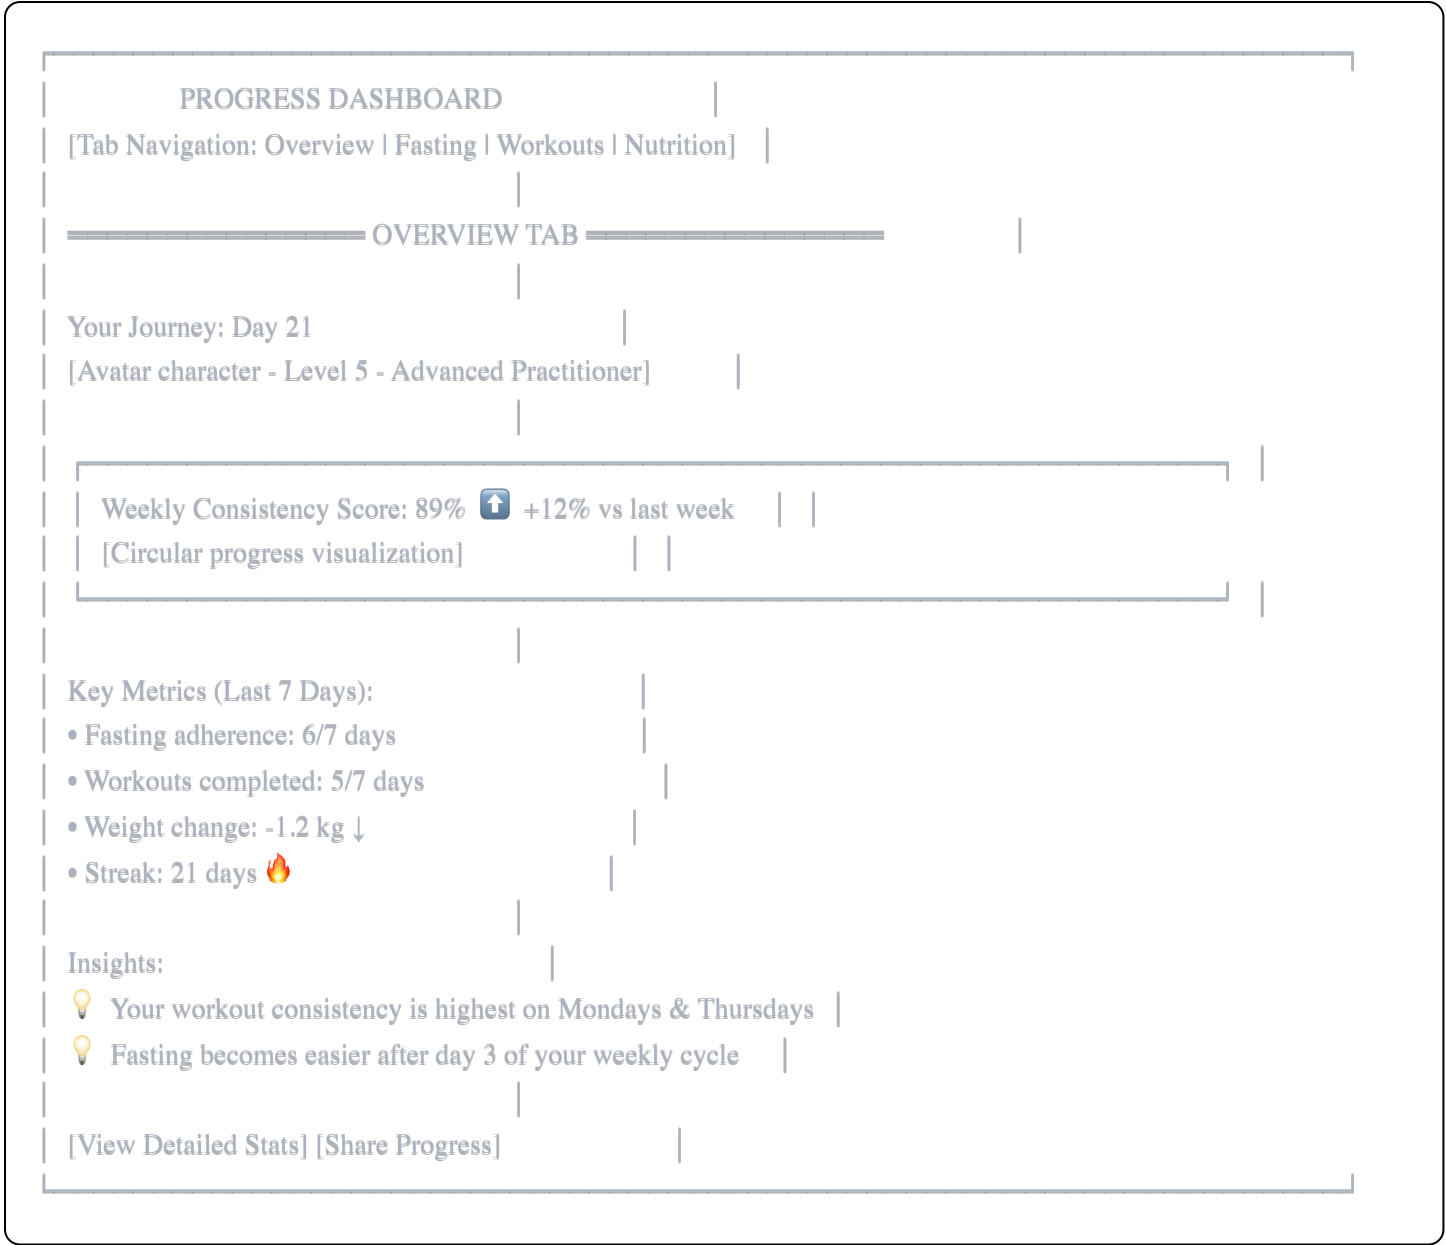 PROGRESS DASHBOARD
[Tab Navigation: Overview | Fasting | Workouts | Nutrition]
═════════════ OVERVIEW TAB ═════════════
Your Journey: Day 21
[Avatar character - Level 5 - Advanced Practitioner]
Weekly Consistency Score: 89% ⬆️ +12% vs last week
[Circular progress visualization]
Key Metrics (Last 7 Days):
• Fasting adherence: 6/7 days
• Workouts completed: 5/7 days
• Weight change: -1.2 kg ↓
• Streak: 21 days 🔥
Insights:
💡 Your workout consistency is highest on Mondays & Thursdays
💡 Fasting becomes easier after day 3 of your weekly cycle
[View Detailed Stats] [Share Progress]